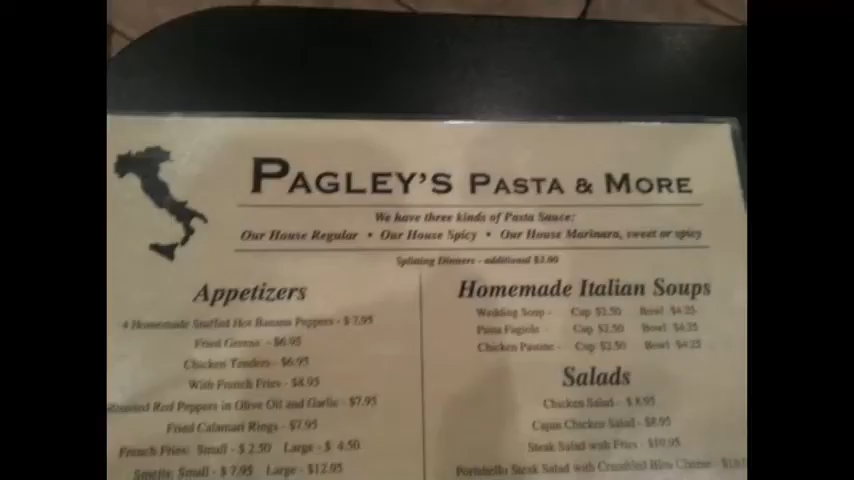 PAGLEY'S PASTA & MORE
We have three kinds of Pasta Sauce:
Our House Regular • Our House Spicy • Our House Marinara, sweet or spicy
Splitting Dinners - additional $3.00
Appetizers
4 Homemade Stuffed Hot Banana Peppers - $7.95
Fried Greens - $6.95
Chicken Tenders - $6.95
With French Fries - $8.95
Roasted Red Peppers in Olive Oil and Garlic - $7.95
Fried Calamari Rings - $7.95
French Fries: Small - $2.50 Large - $4.50
Small - $7.95 Large - $12.95
Homemade Italian Soups
Wedding Soup - Cup $3.50 Bowl $4.25
Pasta Fagiole - Cup $3.50 Bowl $4.25
Chicken Pastine - Cup $3.50 Bowl $4.25
Salads
Chicken Salad - $8.95
Cajun Chicken Salad - $8.95
Steak Salad with Fries - $10.95
Portobello Steak Salad with Crumbled Bleu Cheese -